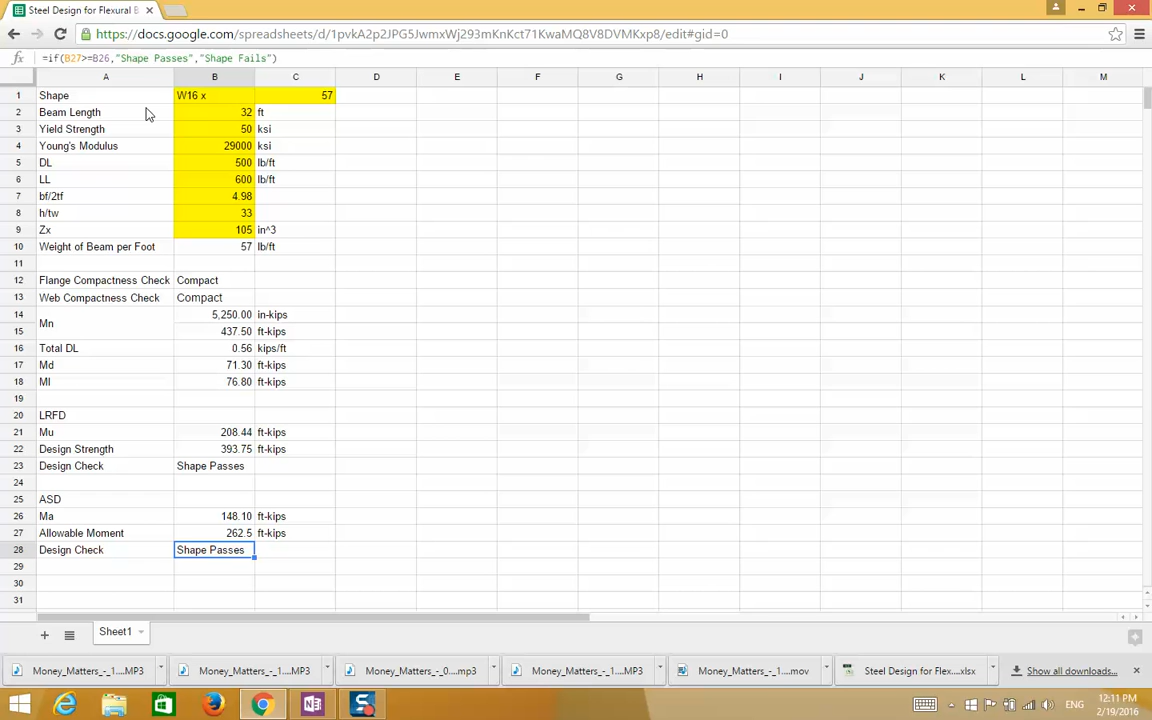 Steel Design for Flexural B
https://docs.google.com/spreadsheets/d/1pvkA2p2JPG5JwmxWj293mKnKct71KwaMQ8V8DVMKxp8/edit#gid=0
fx =if(B27>=B26,"Shape Passes","Shape Fails")
A B C D E F G H I J K L M
1 Shape W16 x 57
2 Beam Length 32 ft
3 Yield Strength 50 ksi
4 Young's Modulus 29000 ksi
5 DL 500 lb/ft
6 LL 600 lb/ft
7 bf/2tf 4.98
8 h/tw 33
9 Zx 105 in^3
10 Weight of Beam per Foot 57 lb/ft
11
12 Flange Compactness Check Compact
13 Web Compactness Check Compact
14 5,250.00 in-kips
Mn
15 437.50 ft-kips
16 Total DL 0.56 kips/ft
17 Md 71.30 ft-kips
18 Ml 76.80 ft-kips
19
20 LRFD
21 Mu 208.44 ft-kips
22 Design Strength 393.75 ft-kips
23 Design Check Shape Passes
24
25 ASD
26 Ma 148.10 ft-kips
27 Allowable Moment 262.5 ft-kips
28 Design Check Shape Passes
29
30
31
Sheet1
Money_Matters_-_1....MP3 Money_Matters_-_1....MP3 Money_Matters_-_0....mp3 Money_Matters_-_1....MP3 Money_Matters_-_1....mov Steel Design for Flex....xlsx Show all downloads...
ENG
12:11 PM
2/19/2016